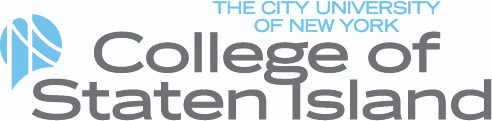 THE CITY UNIVERSITY
OF NEW YORK
College of
Staten Island